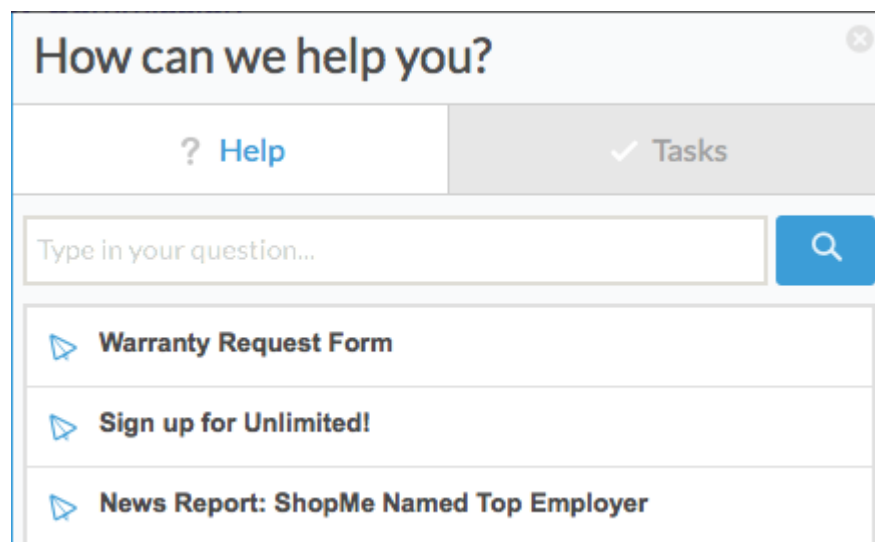 How can we help you?
? Help
Tasks
Type in your question...
Warranty Request Form
Sign up for Unlimited!
News Report: ShopMe Named Top Employer